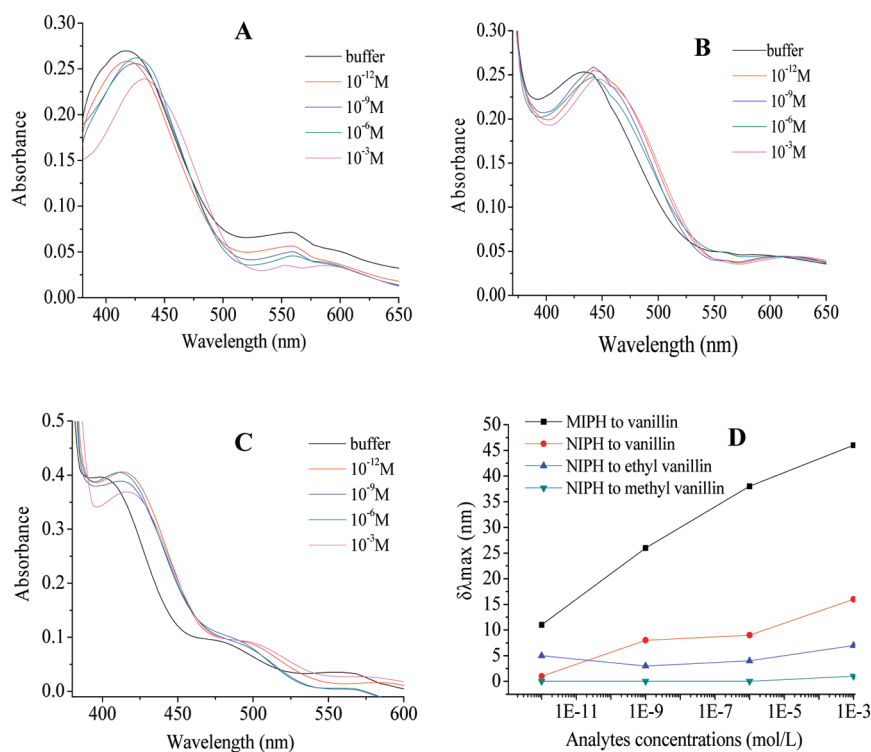 A
Absorbance
0.30
0.25
0.20
0.15
0.10
0.05
0.00
400 450 500 550 600 650
Wavelength (nm)
buffer
10⁻¹²M
10⁻⁹M
10⁻⁶M
10⁻³M
B
Absorbance
0.30
0.25
0.20
0.15
0.10
0.05
0.00
400 450 500 550 600 650
Wavelength (nm)
buffer
10⁻¹²M
10⁻⁹M
10⁻⁶M
10⁻³M
C
Absorbance
0.5
0.4
0.3
0.2
0.1
0.0
400 450 500 550 600
Wavelength (nm)
buffer
10⁻¹²M
10⁻⁹M
10⁻⁶M
10⁻³M
D
δλmax (nm)
50
45
40
35
30
25
20
15
10
5
0
1E-11 1E-9 1E-7 1E-5 1E-3
Analytes concentrations (mol/L)
MIPH to vanillin
NIPH to vanillin
NIPH to ethyl vanillin
NIPH to methyl vanillin